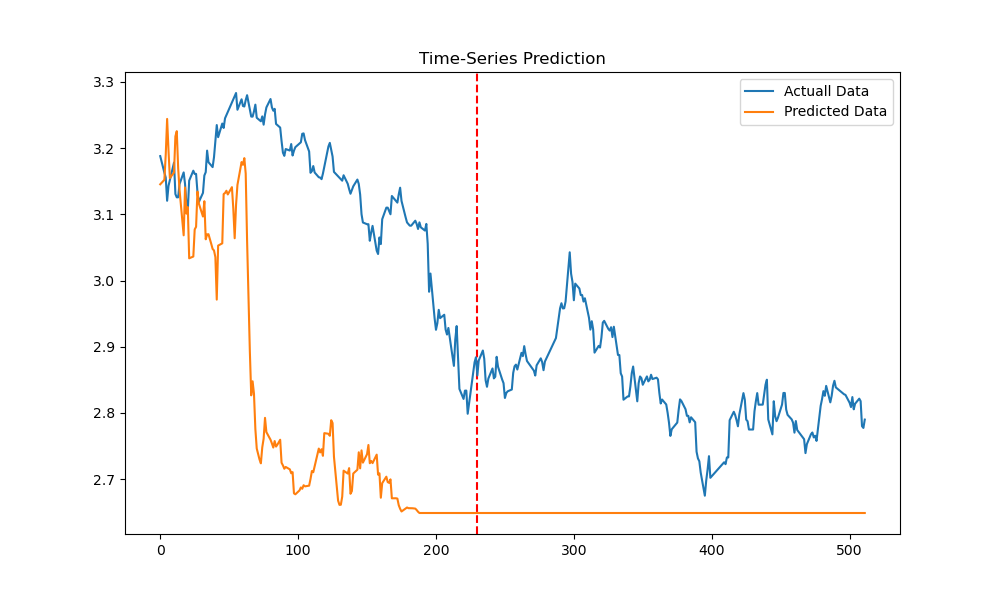 Time-Series Prediction
Actuall Data
Predicted Data
3.3
3.2
3.1
3.0
2.9
2.8
2.7
0 100 200 300 400 500